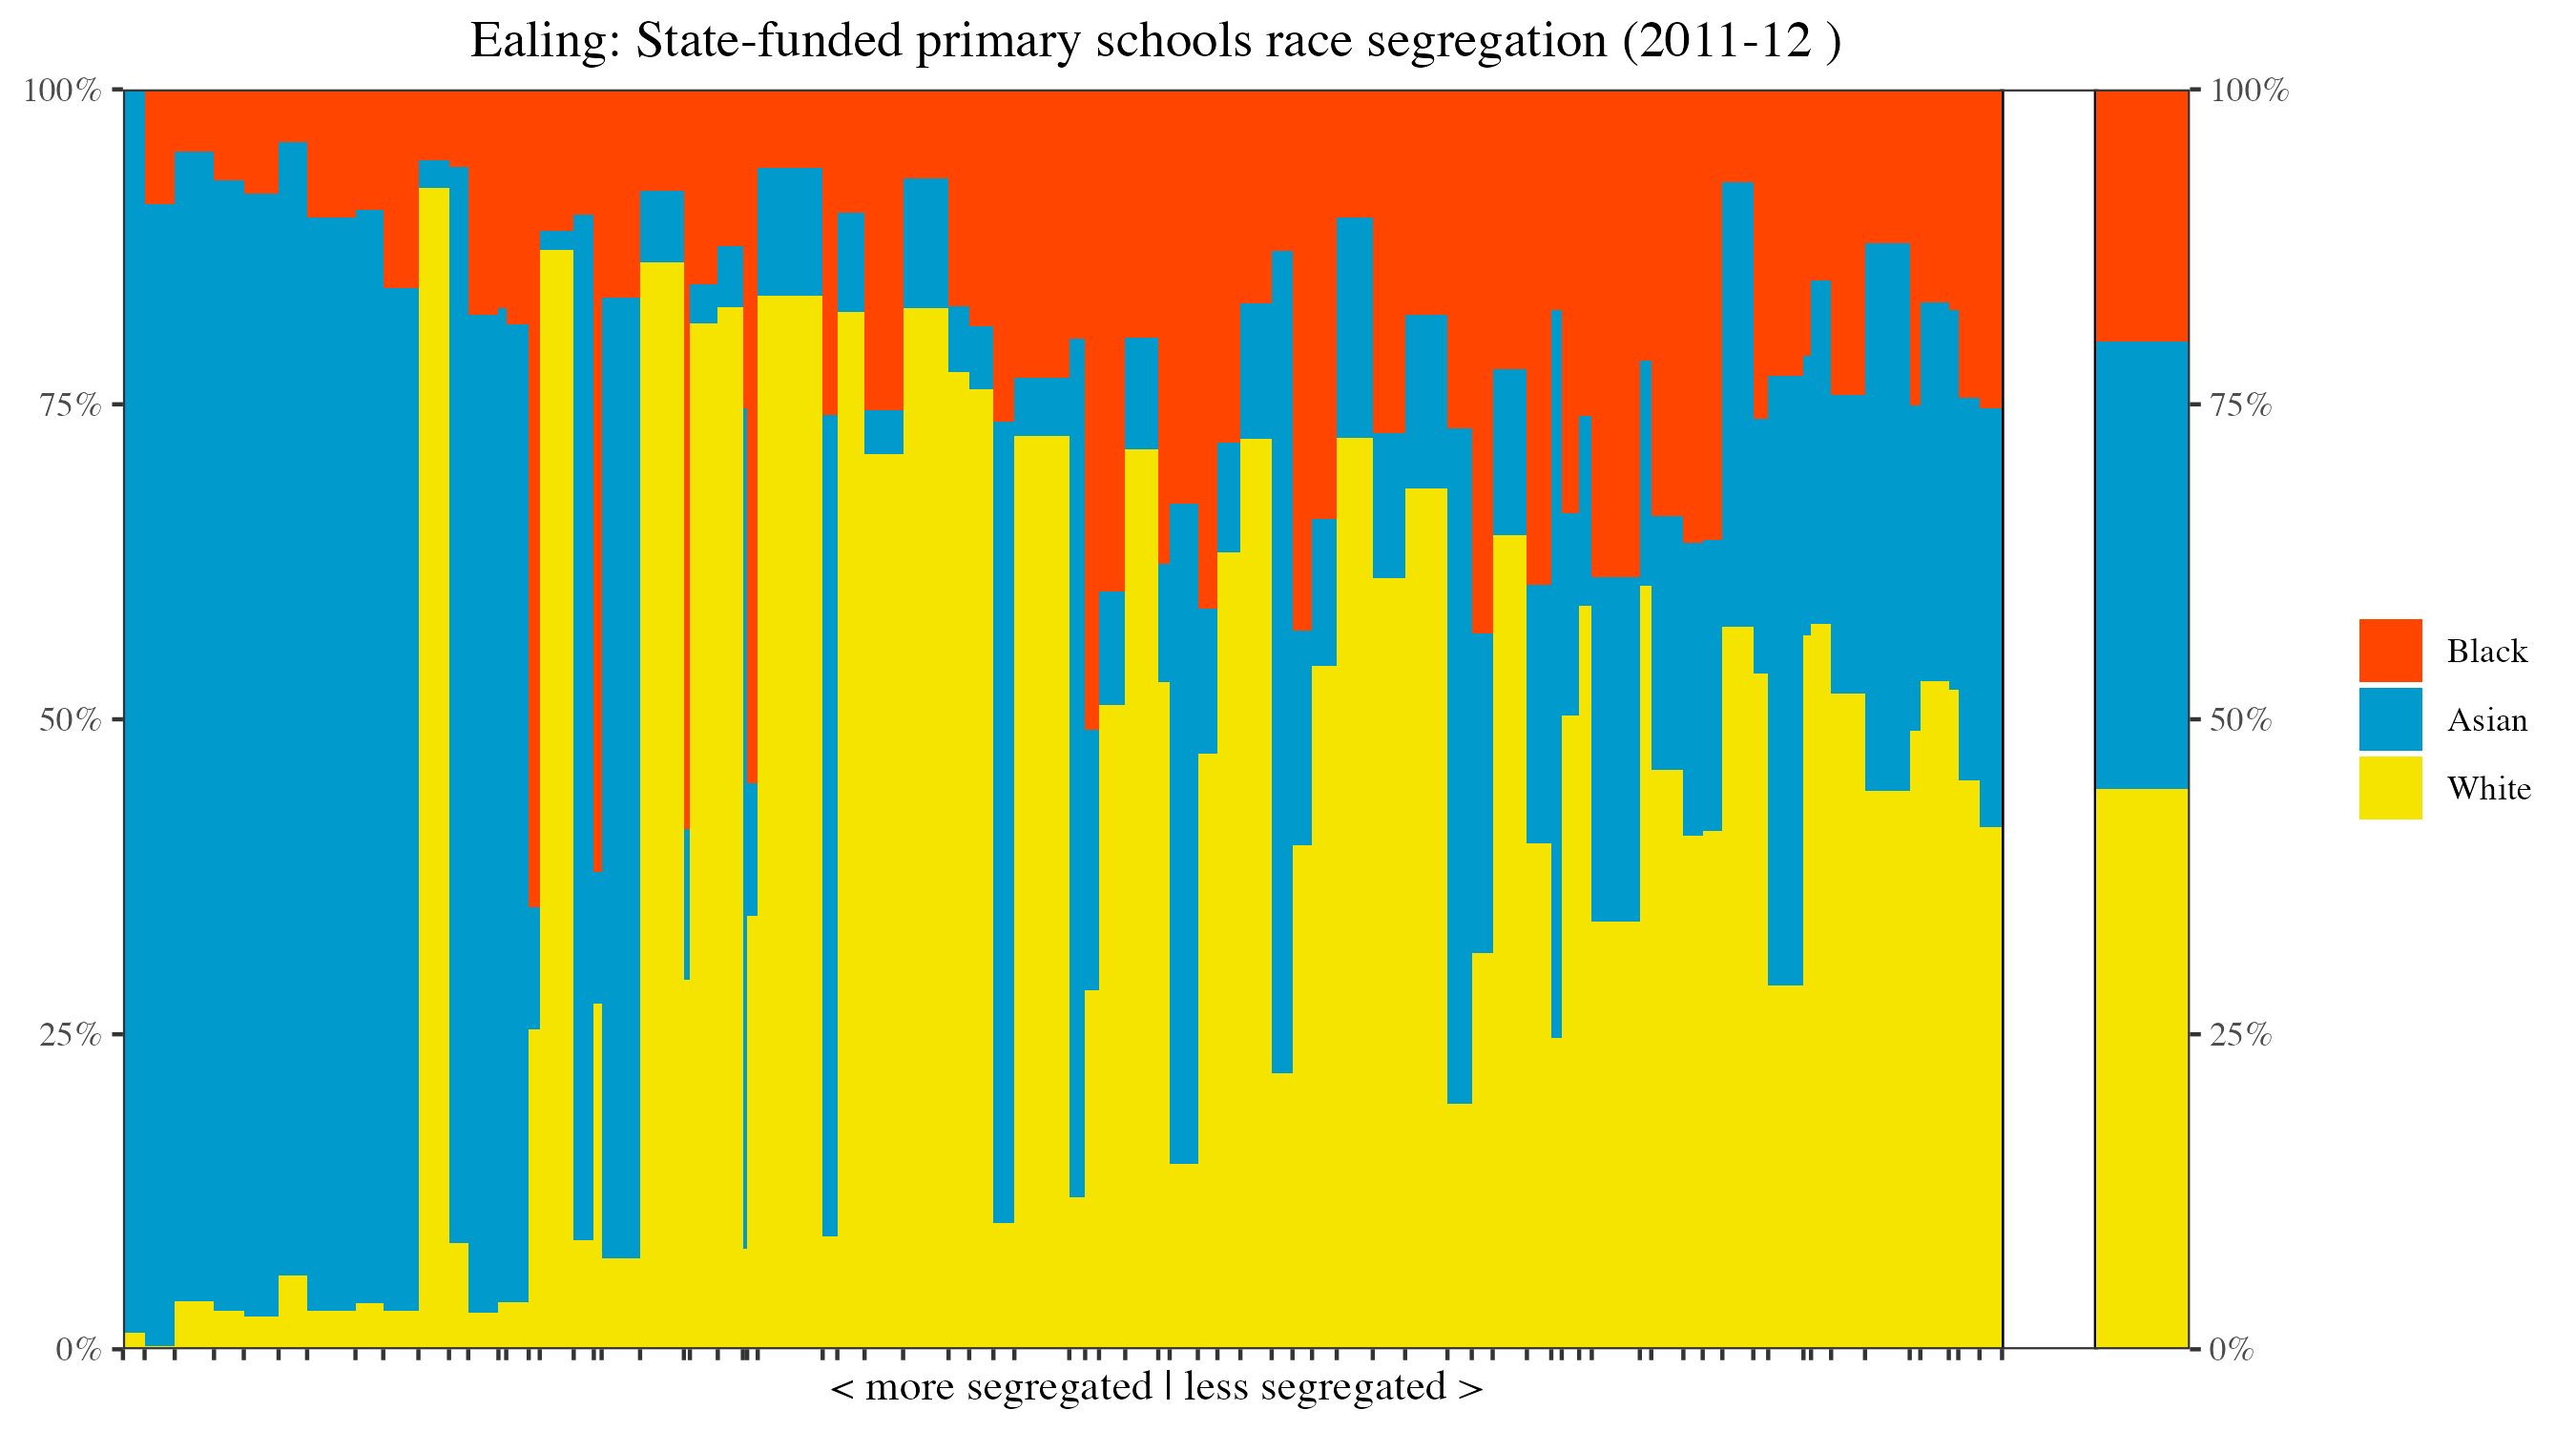 Ealing: State-funded primary schools race segregation (2011-12 )
100%
75%
50%
25%
0%
100%
75%
50%
25%
0%
Black
Asian
White
< more segregated | less segregated >